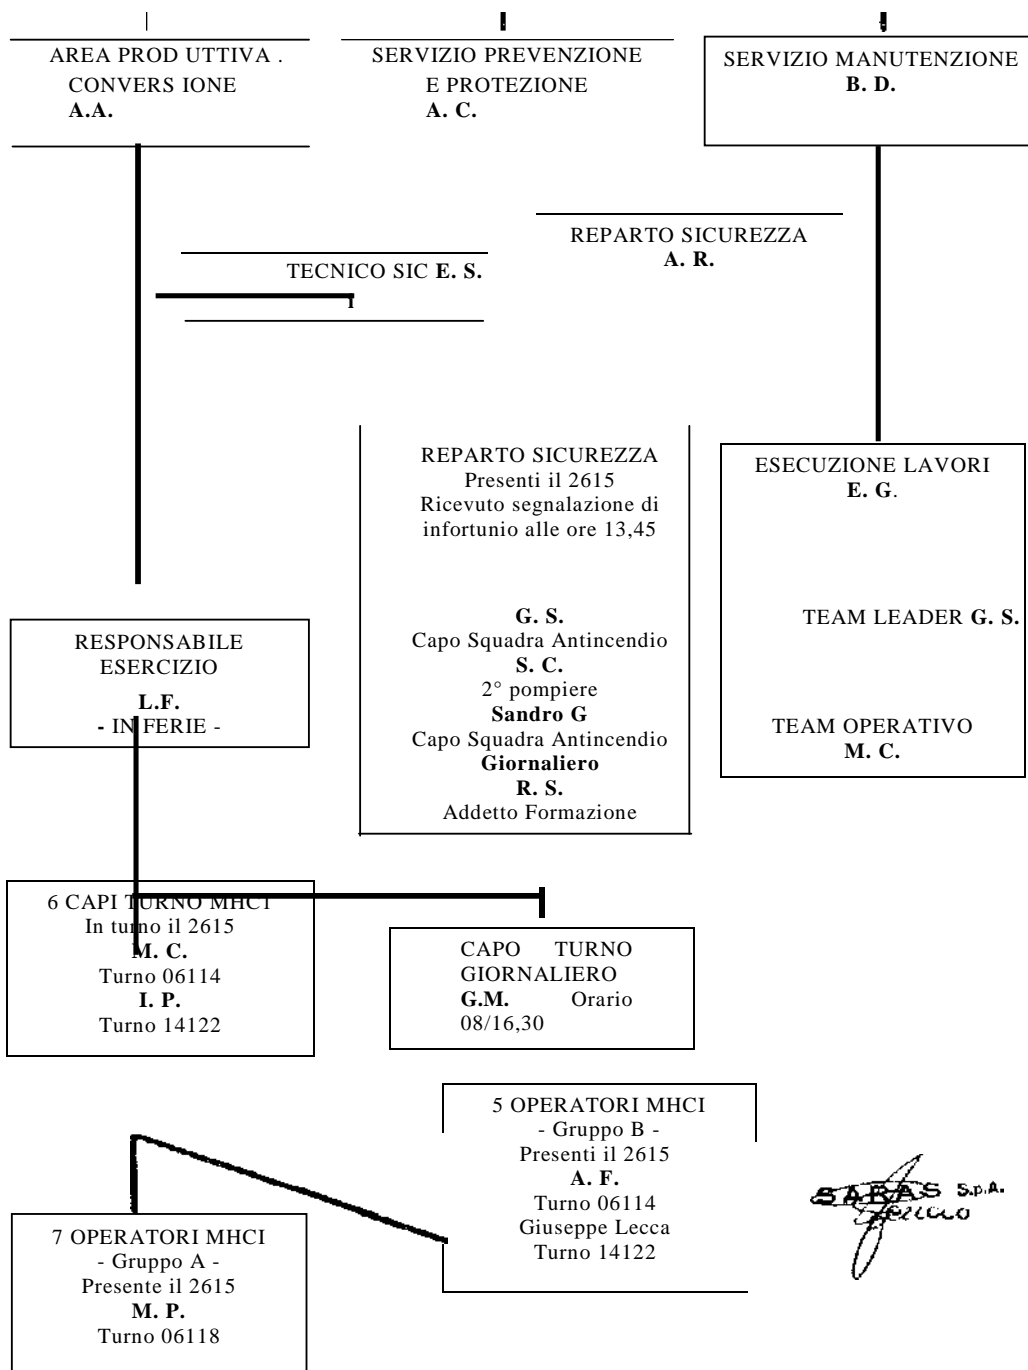 AREA PROD UTTIVA .
CONVERS IONE
A.A.
SERVIZIO PREVENZIONE
E PROTEZIONE
A. C.
SERVIZIO MANUTENZIONE
B. D.
REPARTO SICUREZZA
A. R.
TECNICO SIC E. S.
REPARTO SICUREZZA
Presenti il 2615
Ricevuto segnalazione di
infortunio alle ore 13,45
G. S.
Capo Squadra Antincendio
S. C.
2° pompiere
Sandro G
Capo Squadra Antincendio
Giornaliero
R. S.
Addetto Formazione
ESECUZIONE LAVORI
E. G.
TEAM LEADER G. S.
TEAM OPERATIVO
M. C.
RESPONSABILE
ESERCIZIO
L.F.
- IN FERIE -
6 CAPI TURNO MHC1
In turno il 2615
M. C.
Turno 06114
I. P.
Turno 14122
CAPO TURNO
GIORNALIERO
G.M. Orario
08/16,30
5 OPERATORI MHCI
- Gruppo B -
Presenti il 2615
A. F.
Turno 06114
Giuseppe Lecca
Turno 14122
7 OPERATORI MHCI
- Gruppo A -
Presente il 2615
M. P.
Turno 06118
SARAS S.p.A.